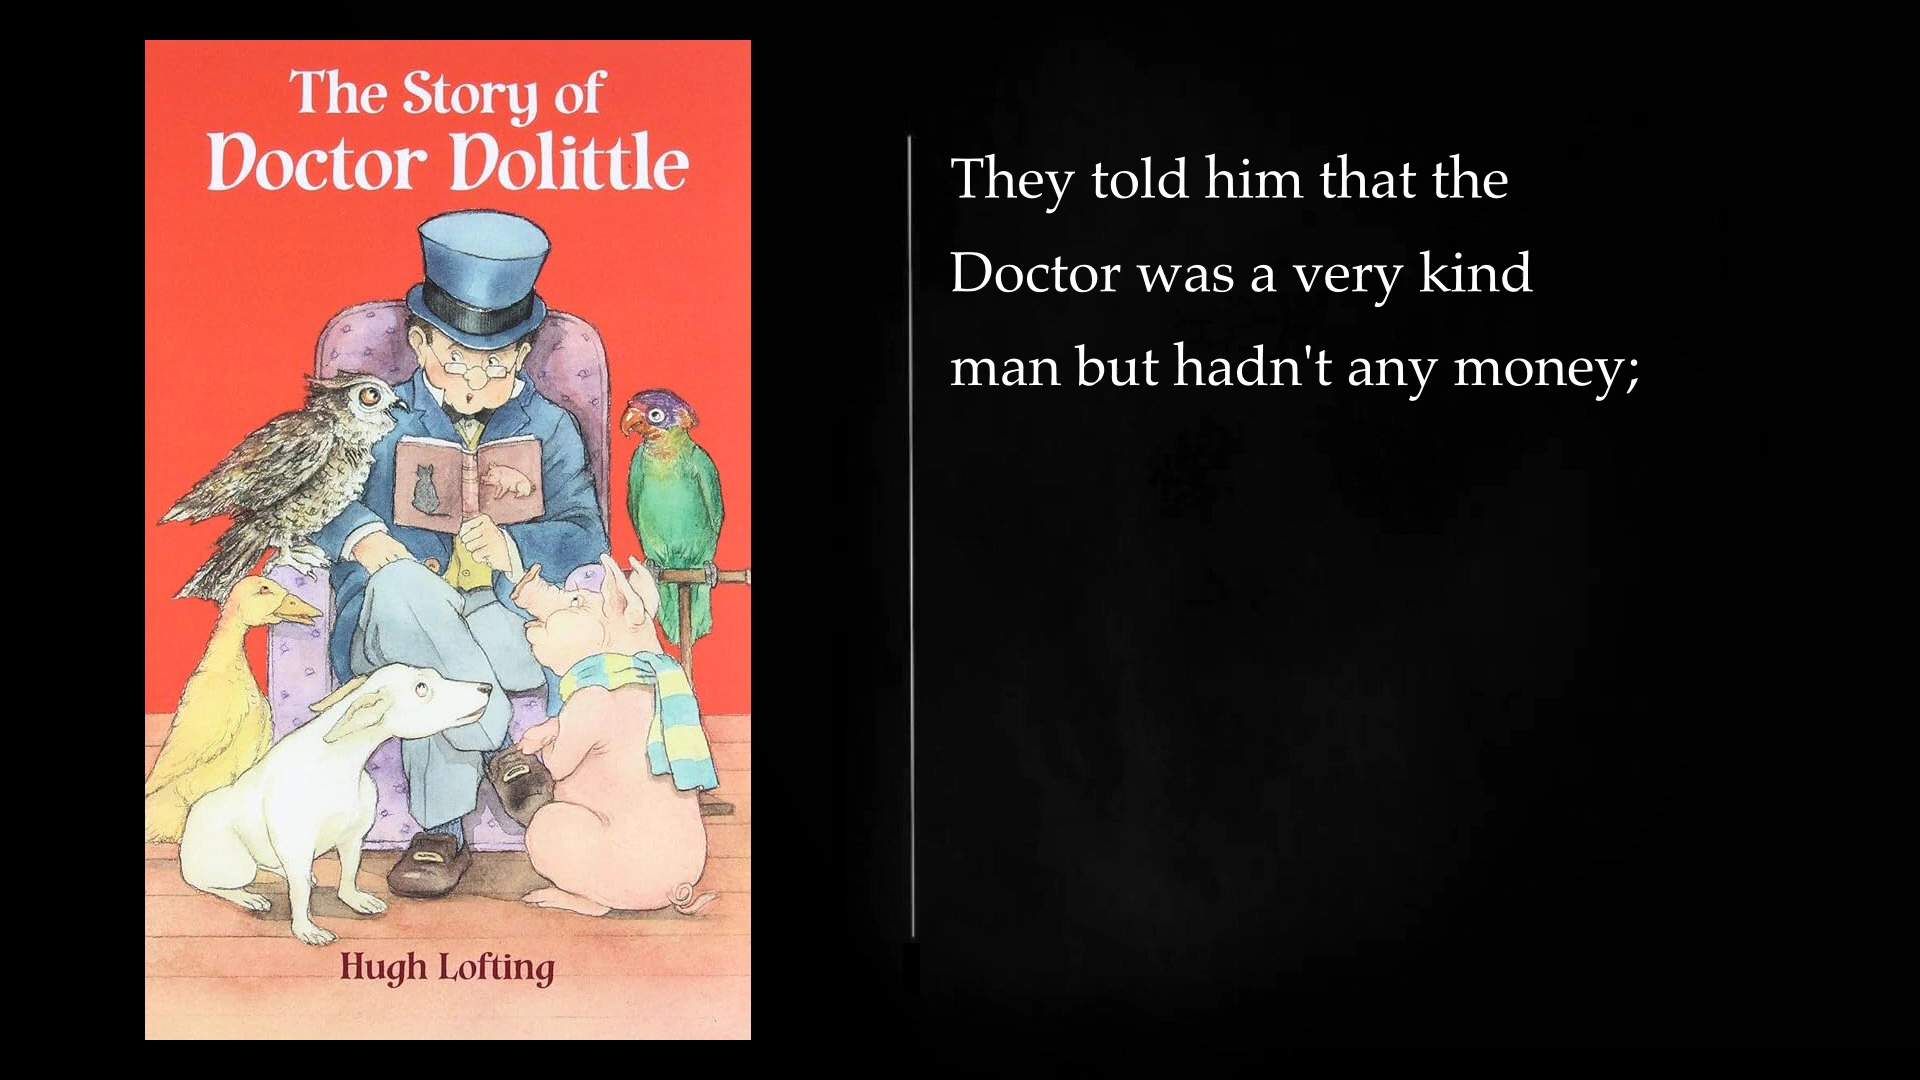 The Story of
Doctor Dolittle
Hugh Lofting
They told him that the
Doctor was a very kind
man but hadn't any money;